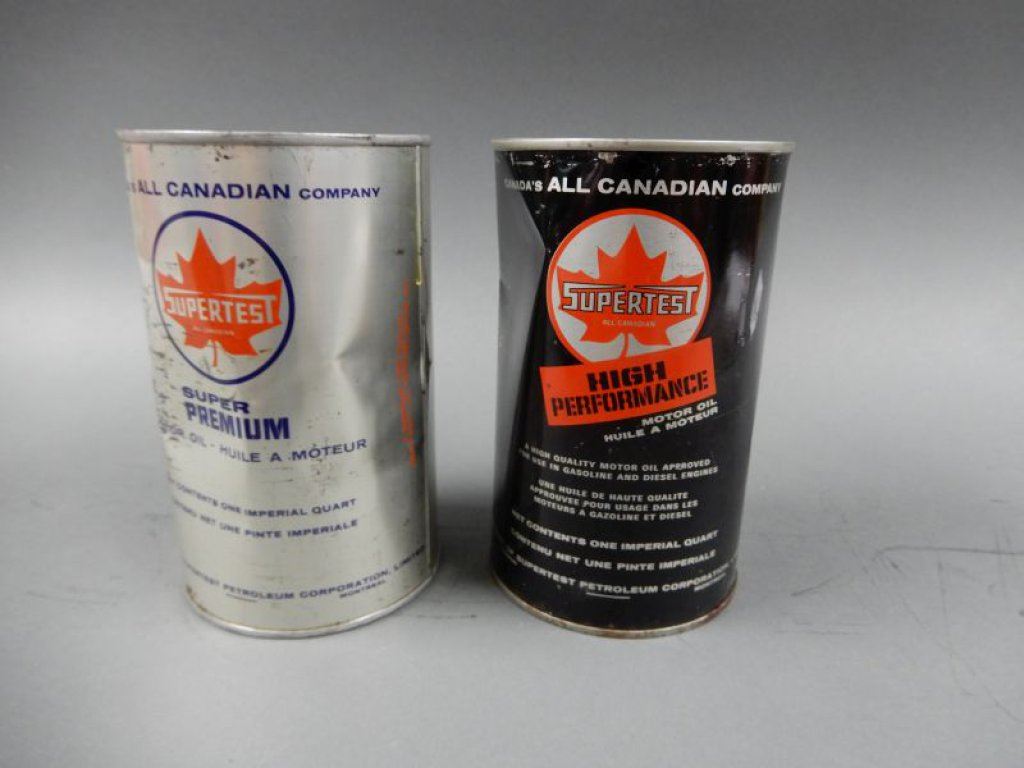 ALL CANADIAN COMPANY
SUPERTEST
ALL CANADIAN
SUPER
PREMIUM
OIL - HUILE A MOTEUR
CONTENTS ONE IMPERIAL QUART
NET UNE PINTE IMPERIALE
PETROLEUM CORPORATION,
MONTREAL
CANADA'S ALL CANADIAN COMPANY
SUPERTEST
ALL CANADIAN
HIGH
PERFORMANCE
MOTOR OIL
HUILE A MOTEUR
A HIGH QUALITY MOTOR OIL APPROVED
FOR USE IN GASOLINE AND DIESEL ENGINES
UNE HUILE DE HAUTE QUALITE
APPROUVEE POUR USAGE DANS LES
MOTEURS À GAZOLINE ET DIESEL
NET CONTENTS ONE IMPERIAL QUART
CONTENU NET UNE PINTE IMPERIALE
SUPERTEST PETROLEUM CORPORATION,